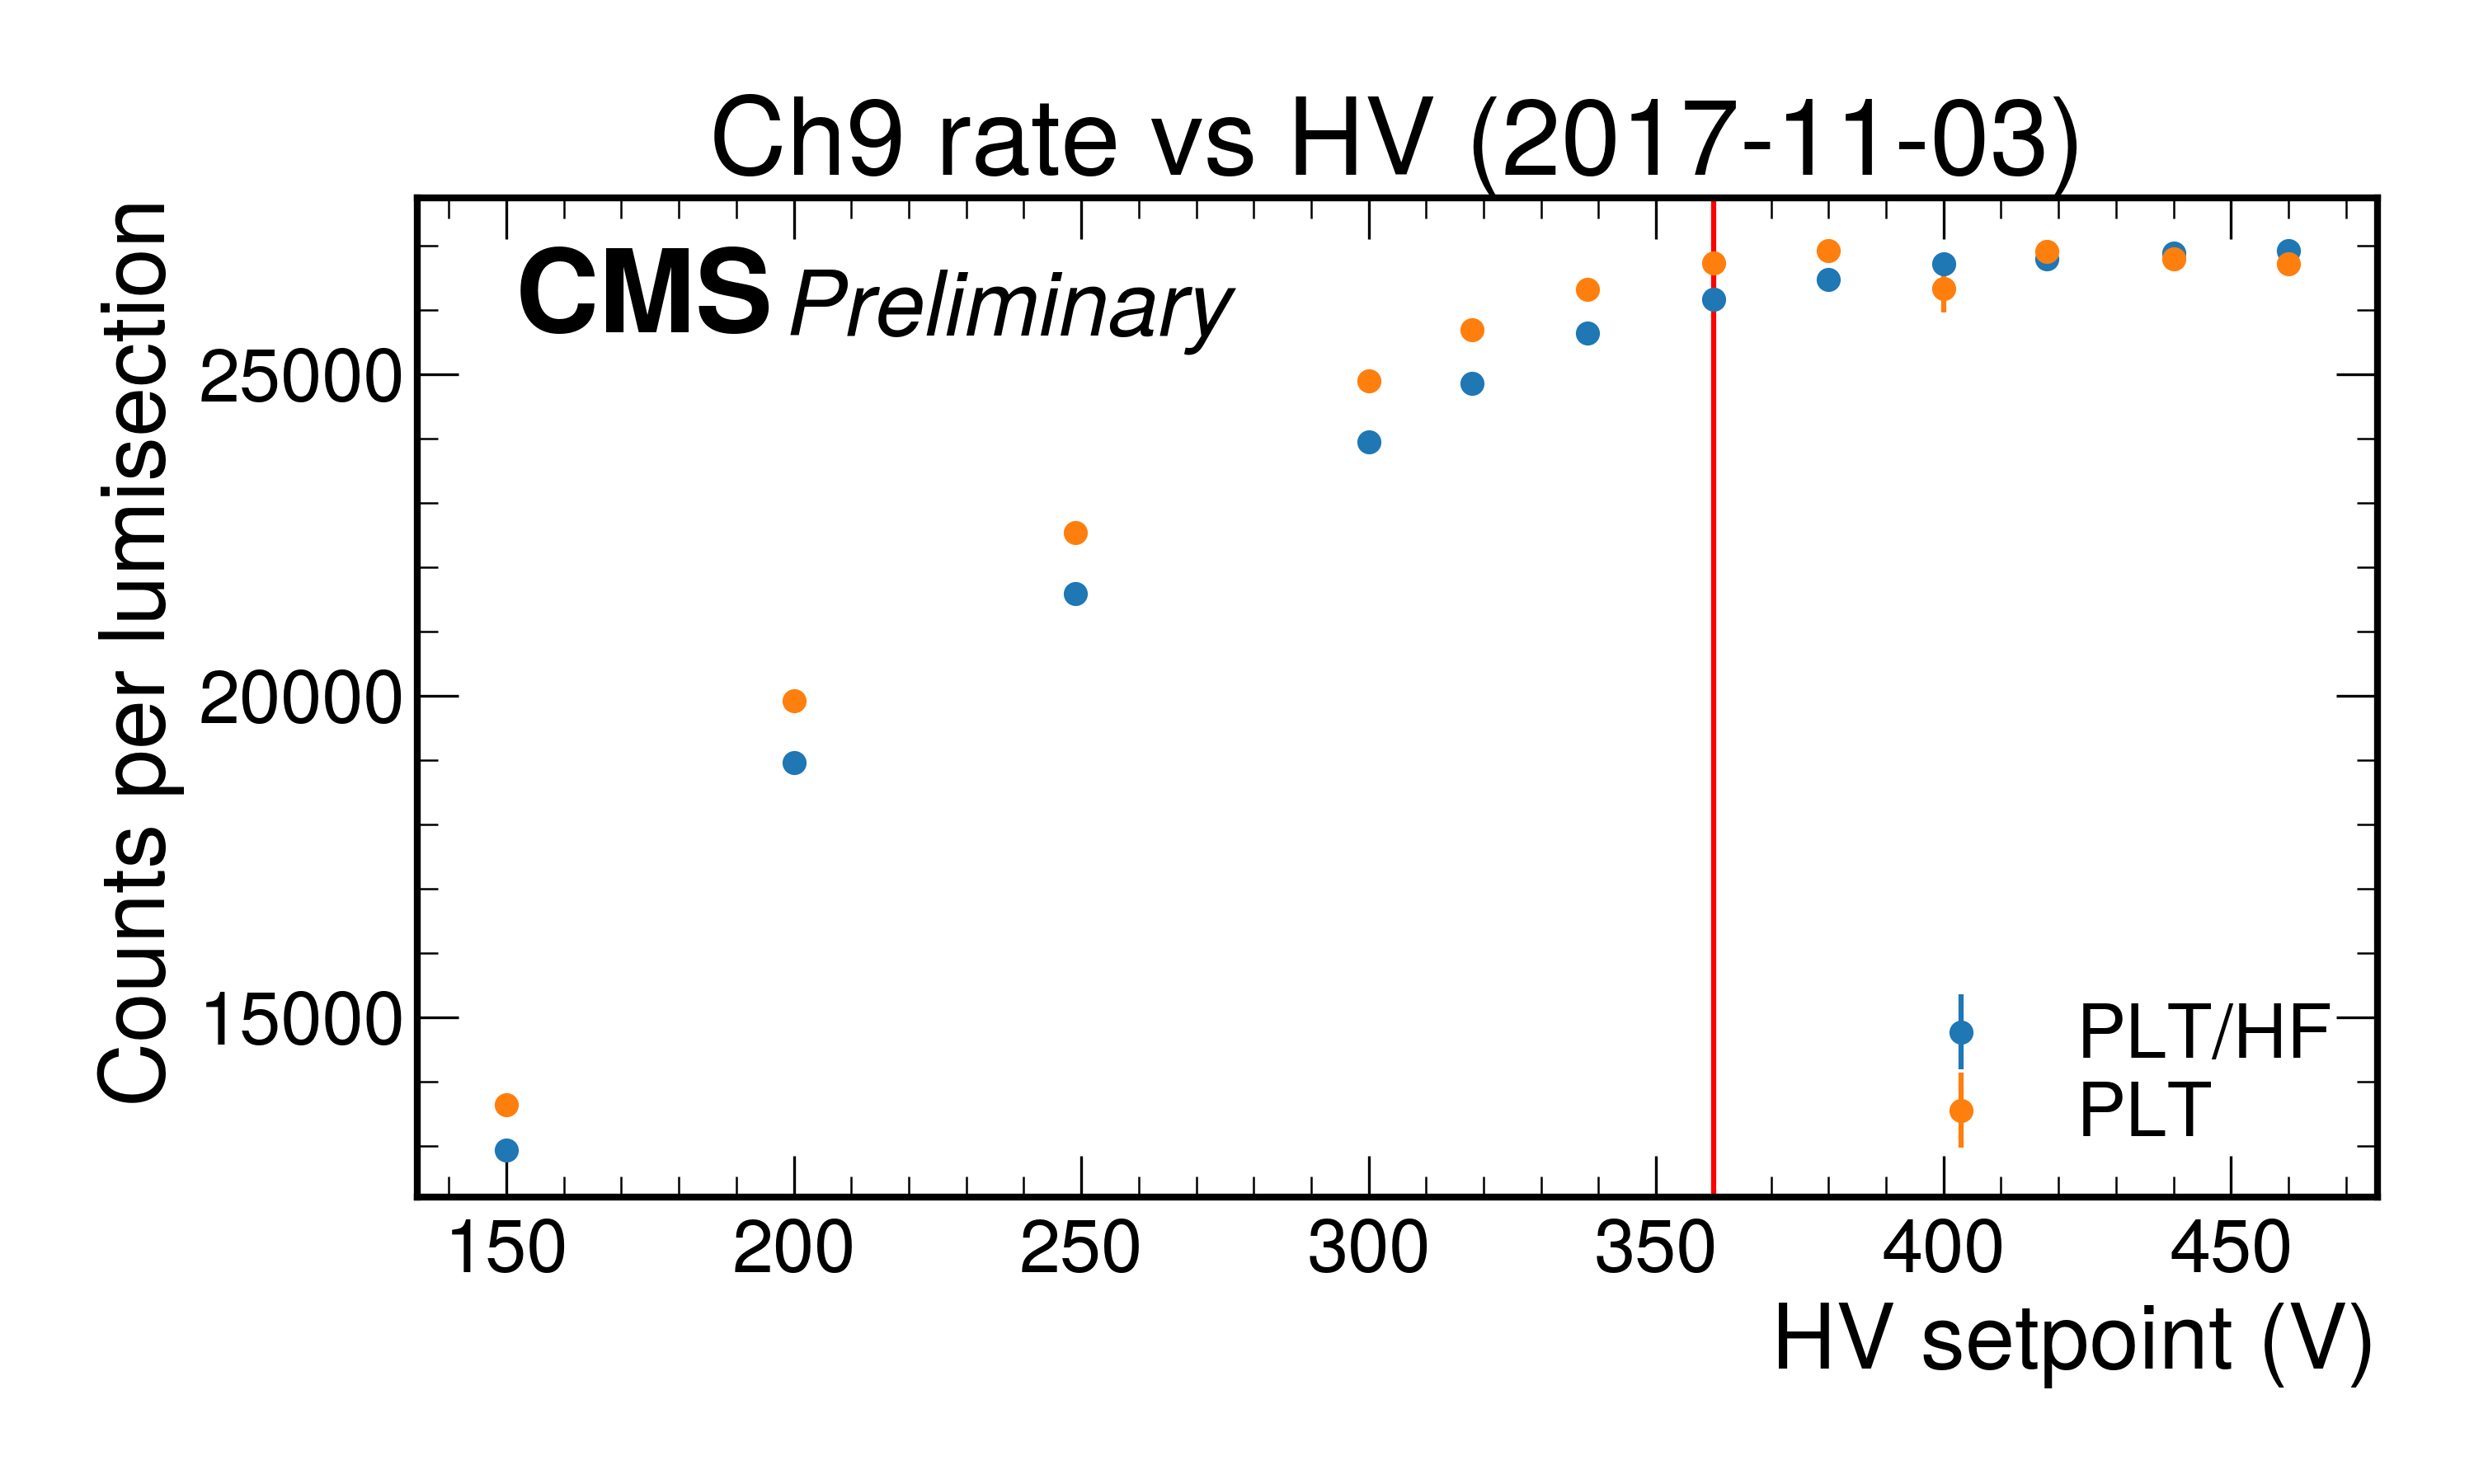 Ch9 rate vs HV (2017-11-03)
CMS Preliminary
Counts per lumisection
25000
20000
15000
PLT/HF
PLT
150 200 250 300 350 400 450
HV setpoint (V)